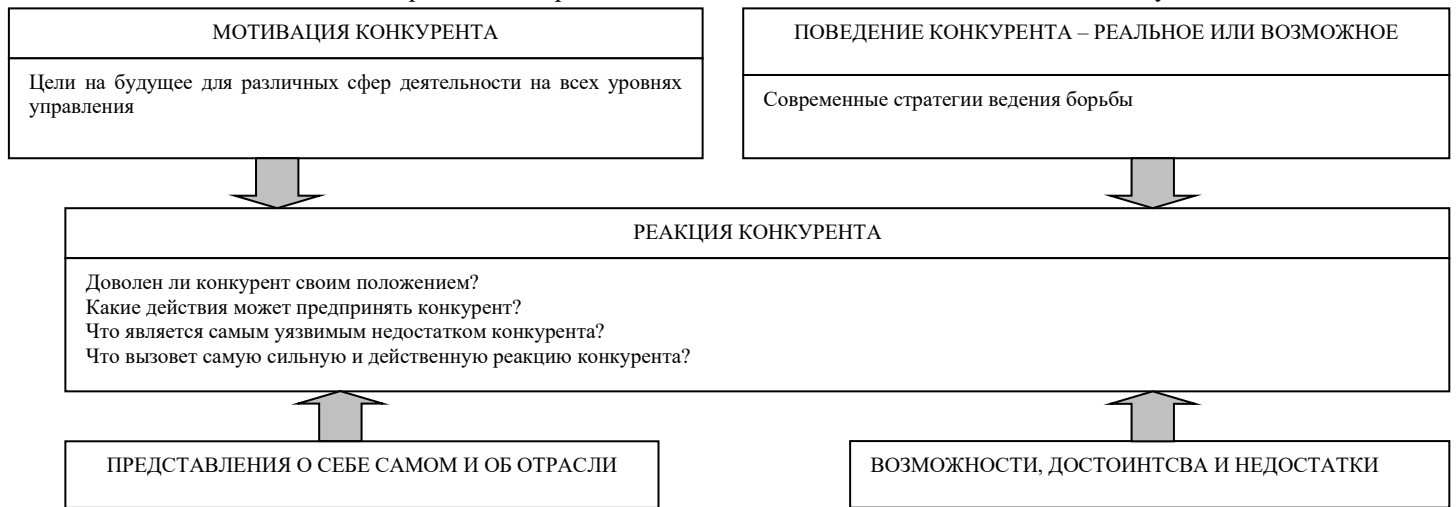 МОТИВАЦИЯ КОНКУРЕНТА
Цели на будущее для различных сфер деятельности на всех уровнях
управления
ПОВЕДЕНИЕ КОНКУРЕНТА – РЕАЛЬНОЕ ИЛИ ВОЗМОЖНОЕ
Современные стратегии ведения борьбы
РЕАКЦИЯ КОНКУРЕНТА
Доволен ли конкурент своим положением?
Какие действия может предпринять конкурент?
Что является самым уязвимым недостатком конкурента?
Что вызовет самую сильную и действенную реакцию конкурента?
ПРЕДСТАВЛЕНИЯ О СЕБЕ САМОМ И ОБ ОТРАСЛИ
ВОЗМОЖНОСТИ, ДОСТОИНТСВА И НЕДОСТАТКИ